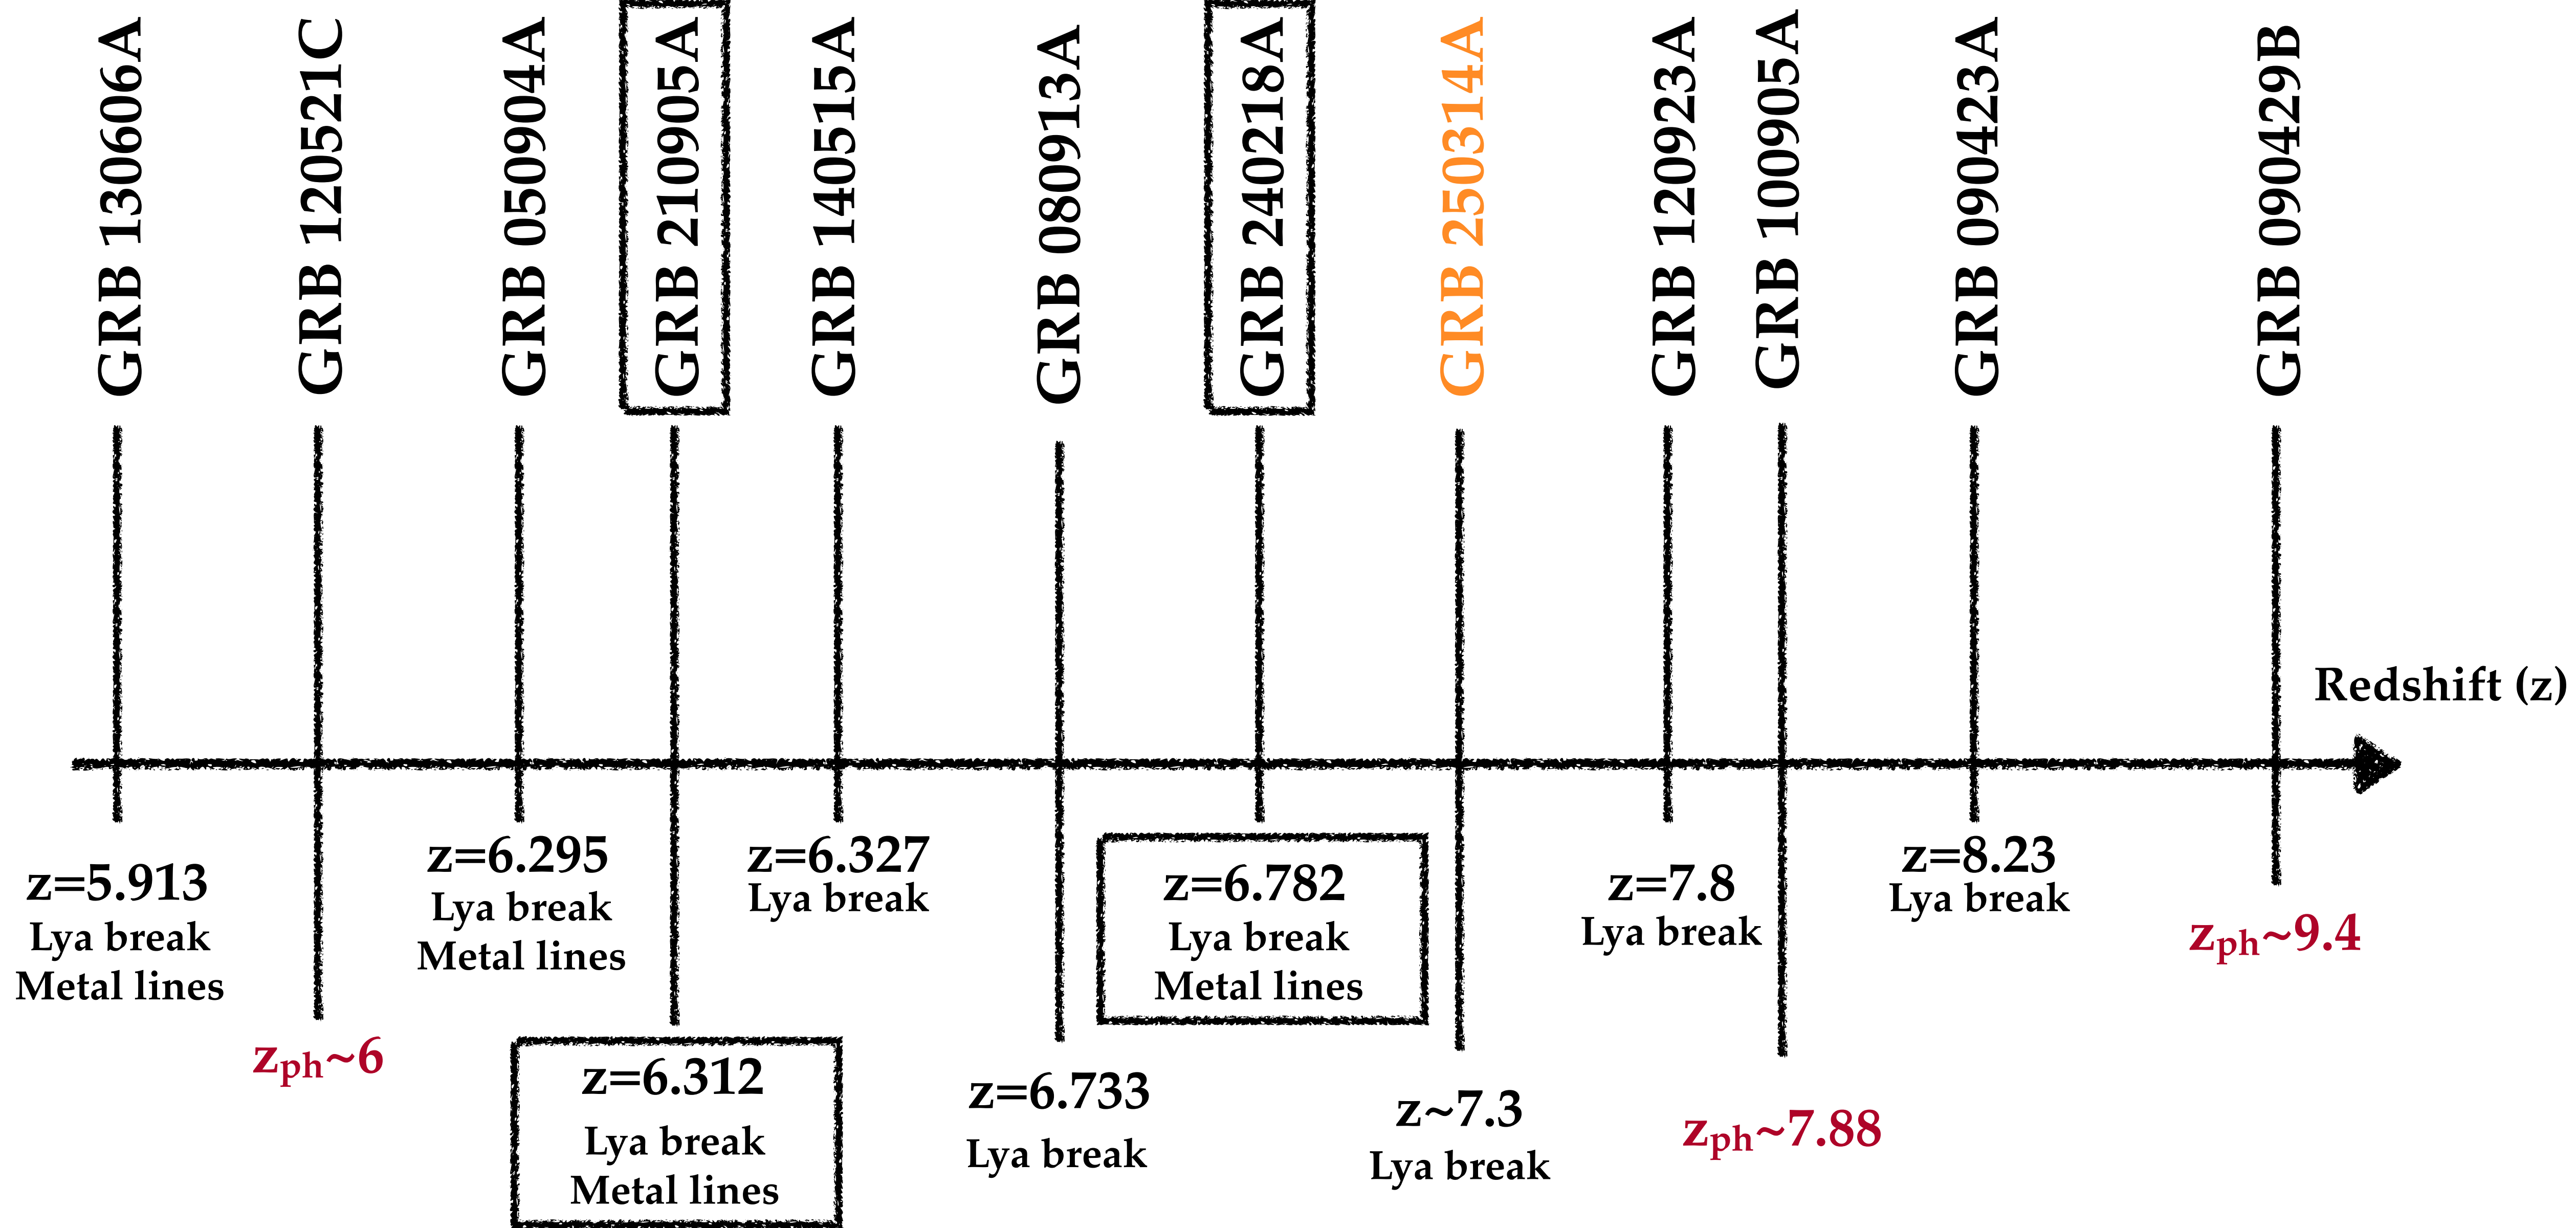 GRB 130606A
GRB 120521C
GRB 050904A
GRB 210905A
GRB 140515A
GRB 080913A
GRB 240218A
GRB 250314A
GRB 120923A
GRB 100905A
GRB 090423A
GRB 090429B
Redshift (z)
z=5.913
Lya break
Metal lines
zph~6
z=6.295
Lya break
Metal lines
z=6.312
Lya break
Metal lines
z=6.327
Lya break
z=6.733
Lya break
z=6.782
Lya break
Metal lines
z~7.3
Lya break
z=7.8
Lya break
zph~7.88
z=8.23
Lya break
zph~9.4